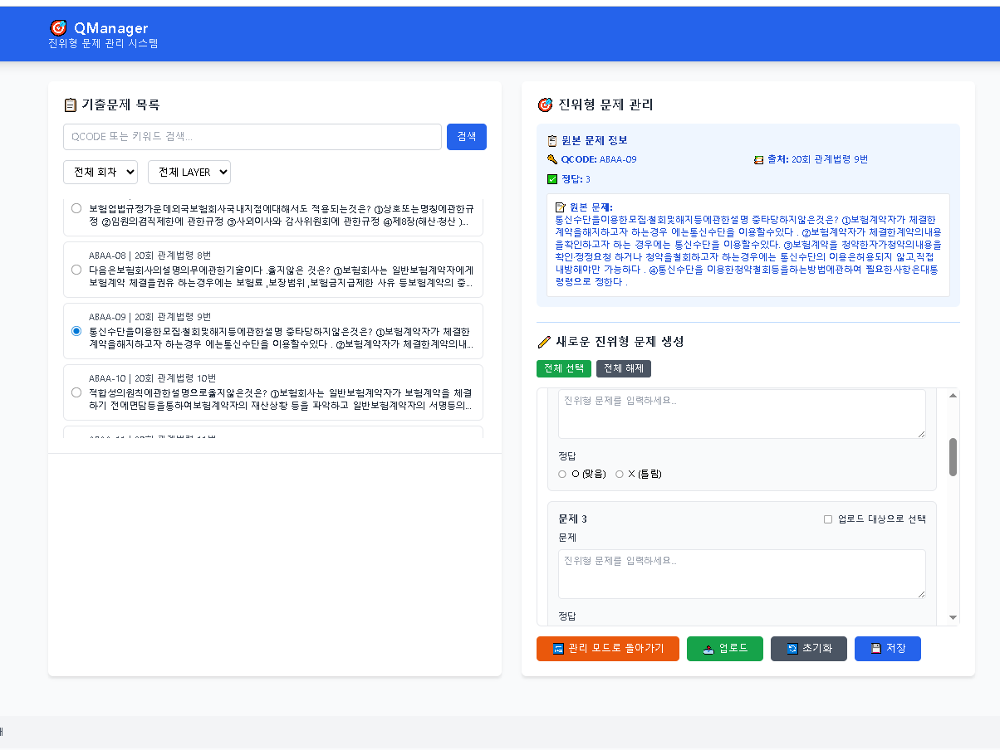 QManager
진위형 문제 관리 시스템
기출문제 목록
QCODE 또는 키워드 검색...
검색
전체 회차
전체 LAYER
보험업법규정가운데외국보험회사국내지점에대해서도 적용되는것은? ①상호또는명칭에관한규
정 ②임원의겸직제한에 관한규정 ③사외이사와 감사위원회에 관한규정 ④제8장(해산·청산 )...
ABAA-08 | 20회 관계법령 8번
다음은보험회사의설명의무에관한기술이다 .옳지않은 것은? ①보험회사는 일반보험계약자에게
보험계약 체결을권유 하는경우에는 보험료 ,보장범위 ,보험금지급제한 사유 등보험계약의 중...
ABAA-09 | 20회 관계법령 9번
통신수단을이용한모집·철회및해지등에관한설명 중타당하지않은것은? ①보험계약자가 체결한
계약을해지하고자 하는경우 에는통신수단을 이용할수있다 . ②보험계약자가 체결한계약의내...
ABAA-10 | 20회 관계법령 10번
적합성의원칙에관한설명으로옳지않은것은? ①보험회사는 일반보험계약자가 보험계약을 체결
하기 전에면담등을통하여보험계약자의 재산상황 등을 파악하고 일반보험계약자의 서명등의...
진위형 문제 관리
원본 문제 정보
QCODE: ABAA-09
출처: 20회 관계법령 9번
정답: 3
원본 문제:
통신수단을이용한모집·철회및해지등에관한설명 중타당하지않은것은? ①보험계약자가 체결한
계약을해지하고자 하는경우 에는통신수단을 이용할수있다 . ②보험계약자가 체결한계약의내용
을확인하고자 하는 경우에는 통신수단을 이용할수있다. ③보험계약을 청약한자가청약의내용을
확인·정정요청 하거나 청약을철회하고자 하는경우에는 통신수단의 이용은허용되지 않고,직접
내방해야만 가능하다 . ④통신수단을 이용한청약철회등을하는방법에관하여 필요한사항은대통
령령으로 정한다 .
새로운 진위형 문제 생성
전체 선택
전체 해제
진위형 문제를 입력하세요...
정답
O (맞음)
X (틀림)
문제 3
업로드 대상으로 선택
문제
진위형 문제를 입력하세요...
정답
관리 모드로 돌아가기
업로드
초기화
저장